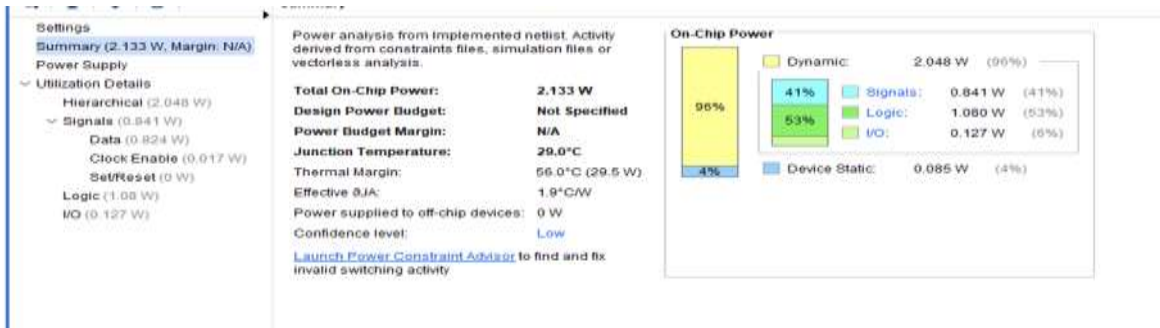 Summary
Settings
Summary (2.133 W, Margin: N/A)
Power Supply
Utilization Details
Hierarchical (2.048 W)
Signals (0.841 W)
Data (0.824 W)
Clock Enable (0.017 W)
Set/Reset (0 W)
Logic (1.08 W)
I/O (0.127 W)
Power analysis from Implemented netlist. Activity
derived from constraints files, simulation files or
vectorless analysis.
Total On-Chip Power: 2.133 W
Design Power Budget: Not Specified
Power Budget Margin: N/A
Junction Temperature: 29.0°C
Thermal Margin: 56.0°C (29.5 W)
Effective ϑJA: 1.9°C/W
Power supplied to off-chip devices: 0 W
Confidence level: Low
Launch Power Constraint Advisor to find and fix
invalid switching activity
On-Chip Power
96%
4%
Dynamic: 2.048 W (96%)
41% Signals: 0.841 W (41%)
53% Logic: 1.080 W (53%)
I/O: 0.127 W (6%)
Device Static: 0.085 W (4%)